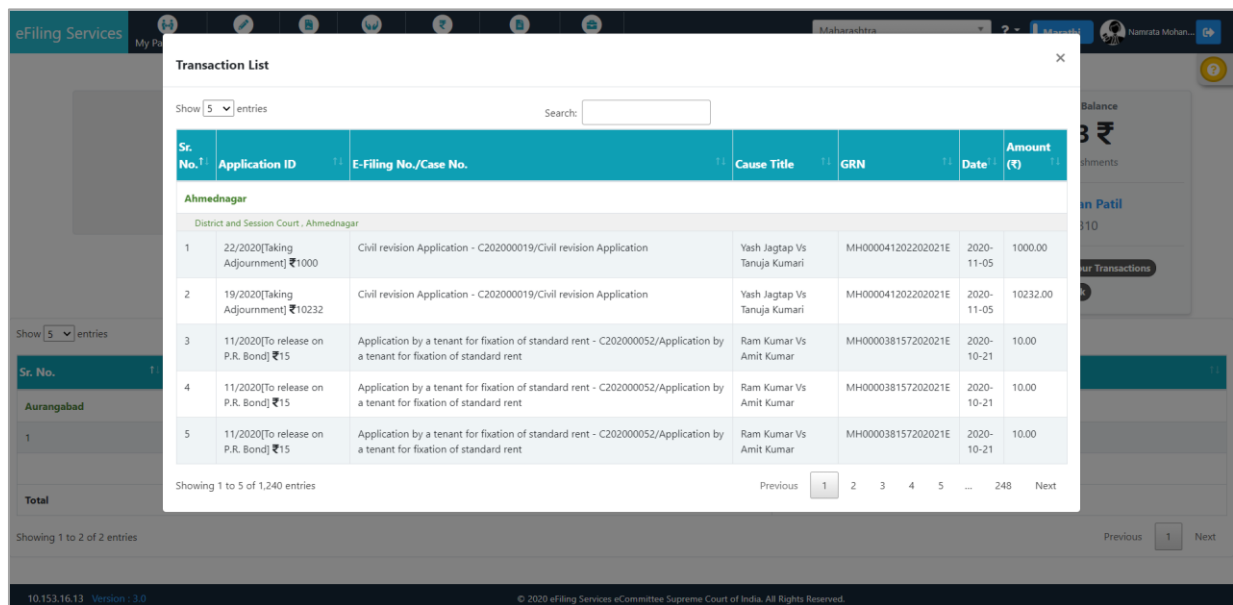 eFiling Services
My Pa
Maharashtra
?
Marathi
Namrata Mohan...
Transaction List
×
Show 5 entries
Search:
Balance
3 ₹
shments
an Patil
310
our Transactions
k
Sr. No. Application ID E-Filing No./Case No. Cause Title GRN Date Amount (₹)
Ahmednagar
District and Session Court , Ahmednagar
1 22/2020[Taking Civil revision Application - C202000019/Civil revision Application Yash Jagtap Vs MH000041202202021E 2020- 1000.00
Adjournment] ₹1000 Tanuja Kumari 11-05
2 19/2020[Taking Civil revision Application - C202000019/Civil revision Application Yash Jagtap Vs MH000041202202021E 2020- 10232.00
Adjournment] ₹10232 Tanuja Kumari 11-05
3 11/2020[To release on Application by a tenant for fixation of standard rent - C202000052/Application by Ram Kumar Vs MH000038157202021E 2020- 10.00
P.R. Bond] ₹15 a tenant for fixation of standard rent Amit Kumar 10-21
4 11/2020[To release on Application by a tenant for fixation of standard rent - C202000052/Application by Ram Kumar Vs MH000038157202021E 2020- 10.00
P.R. Bond] ₹15 a tenant for fixation of standard rent Amit Kumar 10-21
5 11/2020[To release on Application by a tenant for fixation of standard rent - C202000052/Application by Ram Kumar Vs MH000038157202021E 2020- 10.00
P.R. Bond] ₹15 a tenant for fixation of standard rent Amit Kumar 10-21
Showing 1 to 5 of 1,240 entries
Previous 1 2 3 4 5 ... 248 Next
Show 5 entries
Sr. No.
Aurangabad
1
Total
Showing 1 to 2 of 2 entries
Previous 1 Next
10.153.16.13 Version : 3.0
© 2020 eFiling Services eCommittee Supreme Court of India. All Rights Reserved.